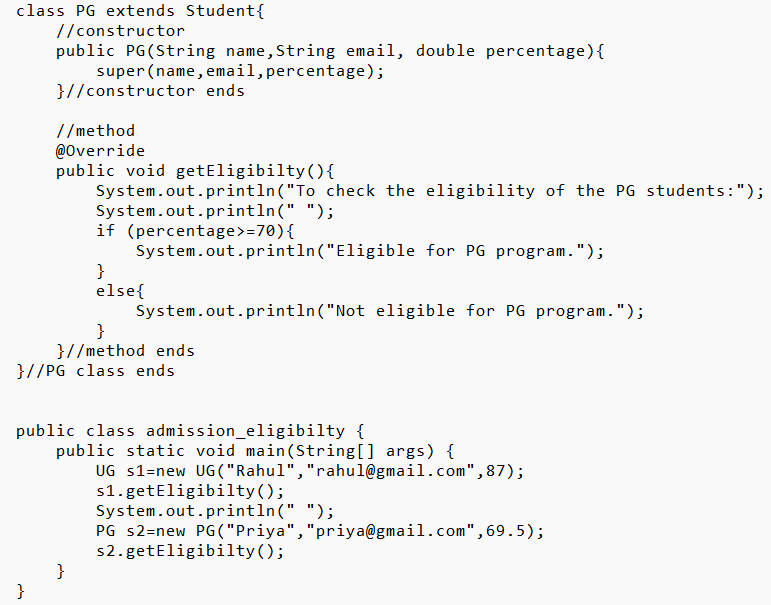 class PG extends Student{
    //constructor
    public PG(String name,String email, double percentage){
        super(name,email,percentage);
    }//constructor ends

    //method
    @Override
    public void getEligibilty(){
        System.out.println("To check the eligibility of the PG students:");
        System.out.println(" ");
        if (percentage>=70){
            System.out.println("Eligible for PG program.");
        }
        else{
            System.out.println("Not eligible for PG program.");
        }
    }//method ends
}//PG class ends


public class admission_eligibilty {
    public static void main(String[] args) {
        UG s1=new UG("Rahul","rahul@gmail.com",87);
        s1.getEligibilty();
        System.out.println(" ");
        PG s2=new PG("Priya","priya@gmail.com",69.5);
        s2.getEligibilty();
    }
}